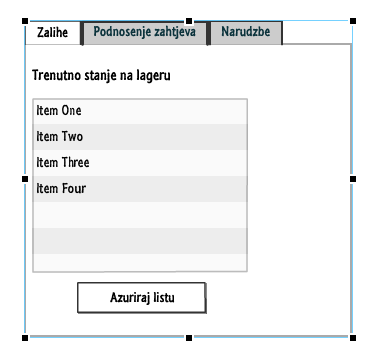 Zalihe Podnosenje zahtjeva Narudzbe
Trenutno stanje na lageru
Item One
Item Two
Item Three
Item Four
Azuriraj listu